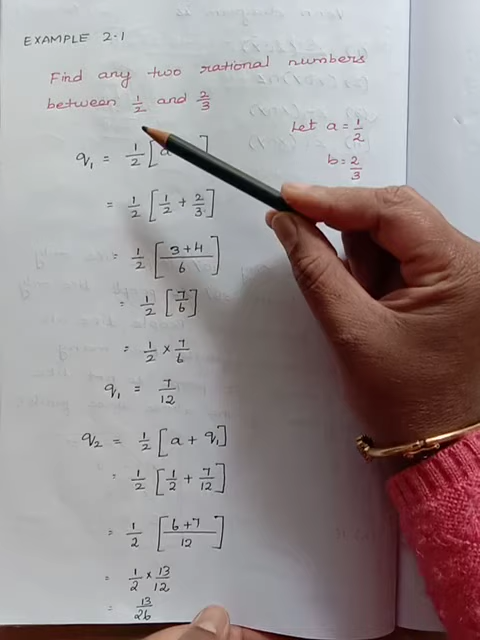 EXAMPLE 2.1
Find any two rational numbers
between 1/2 and 2/3
Let a = 1/2
b = 2/3
q₁ = 1/2 [a ]
= 1/2 [1/2 + 2/3]
= 1/2 [(3+4)/6]
= 1/2 [7/6]
= 1/2 × 7/6
q₁ = 7/12
q₂ = 1/2 [a + q₁]
= 1/2 [1/2 + 7/12]
= 1/2 [(6+7)/12]
= 1/2 × 13/12
= 13/26